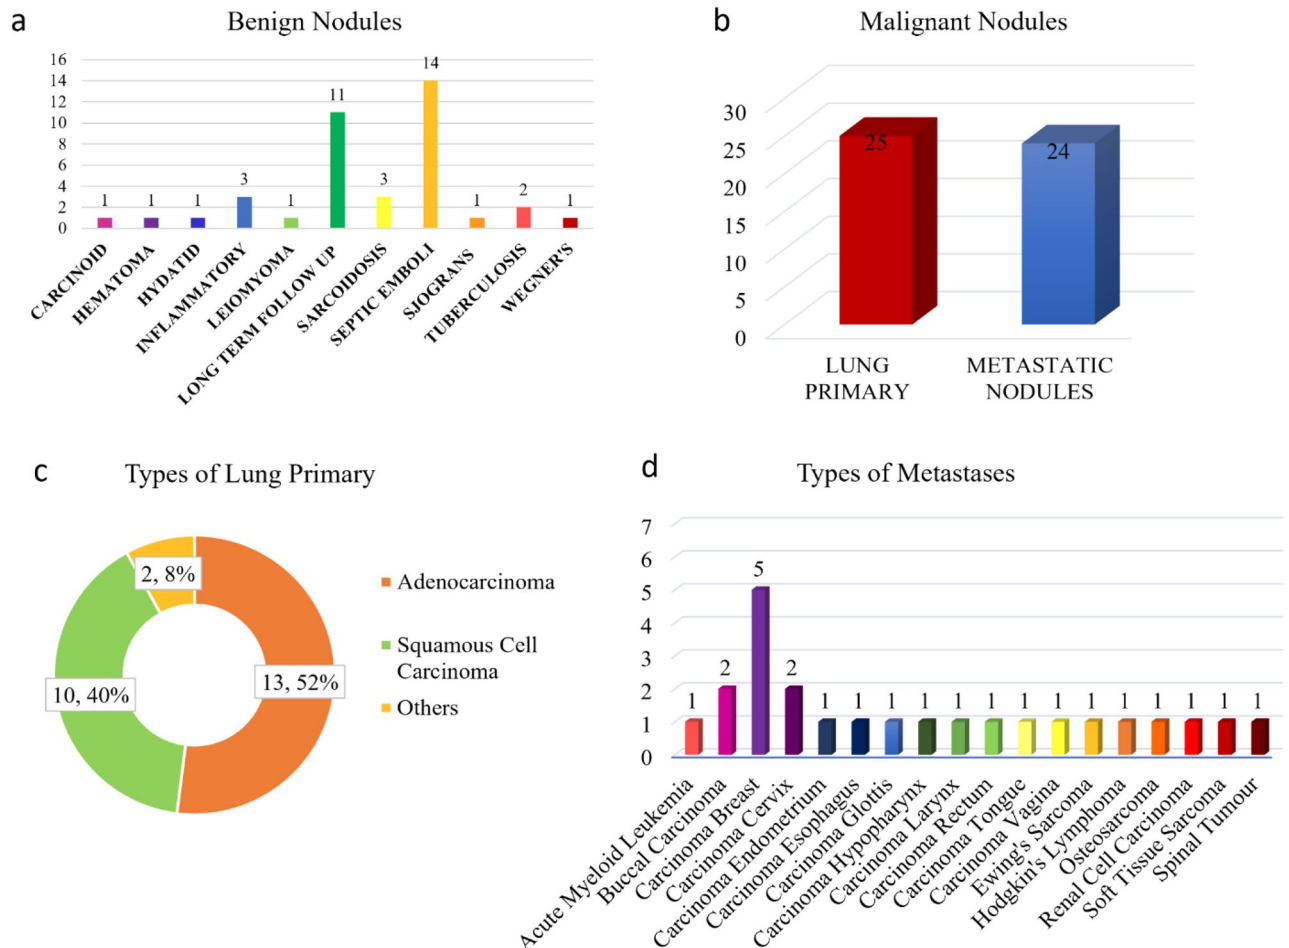 a
Benign Nodules
16
14
12
10
8
6
4
2
0
1
1
1
3
1
11
3
14
1
2
1
CARCINOID
HEMATOMA
HYDATID
INFLAMMATORY
LEIOMYOMA
LONG TERM FOLLOW UP
SARCOIDOSIS
SEPTIC EMBOLI
SJOGRANS
TUBERCULOSIS
WEGNER'S
b
Malignant Nodules
30
25
20
15
10
5
0
25
24
LUNG
PRIMARY
METASTATIC
NODULES
c
Types of Lung Primary
2, 8%
10, 40%
13, 52%
Adenocarcinoma
Squamous Cell
Carcinoma
Others
d
Types of Metastases
7
6
5
4
3
2
1
0
1
2
5
2
1
1
1
1
1
1
1
1
1
1
1
1
1
1
Acute Myeloid Leukemia
Buccal Carcinoma
Carcinoma Breast
Carcinoma Cervix
Carcinoma Endometrium
Carcinoma Esophagus
Carcinoma Glottis
Carcinoma Hypopharynx
Carcinoma Larynx
Carcinoma Rectum
Carcinoma Tongue
Carcinoma Vagina
Ewing's Sarcoma
Hodgkin's Lymphoma
Osteosarcoma
Renal Cell Carcinoma
Soft Tissue Sarcoma
Spinal Tumour